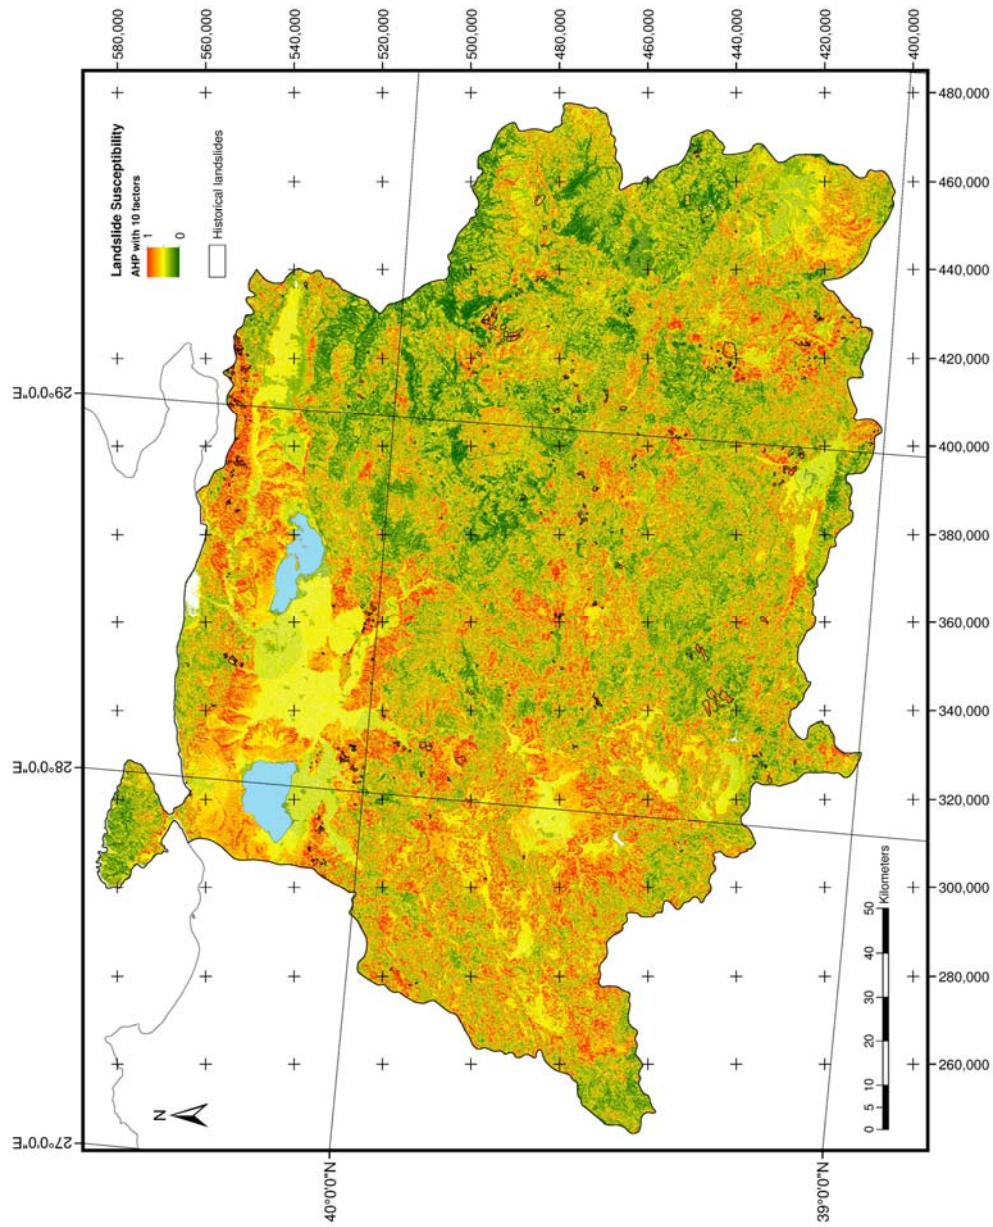 580,000
560,000
540,000
520,000
500,000
480,000
460,000
440,000
420,000
400,000
Landslide Susceptibility
AHP with 10 factors
1
0
Historical landslides
480,000
460,000
440,000
420,000
400,000
380,000
360,000
340,000
320,000
300,000
280,000
260,000
29°0'0"E
28°0'0"E
27°0'0"E
N
0 5 10 20 30 40 50
Kilometers
40°0'0"N
39°0'0"N